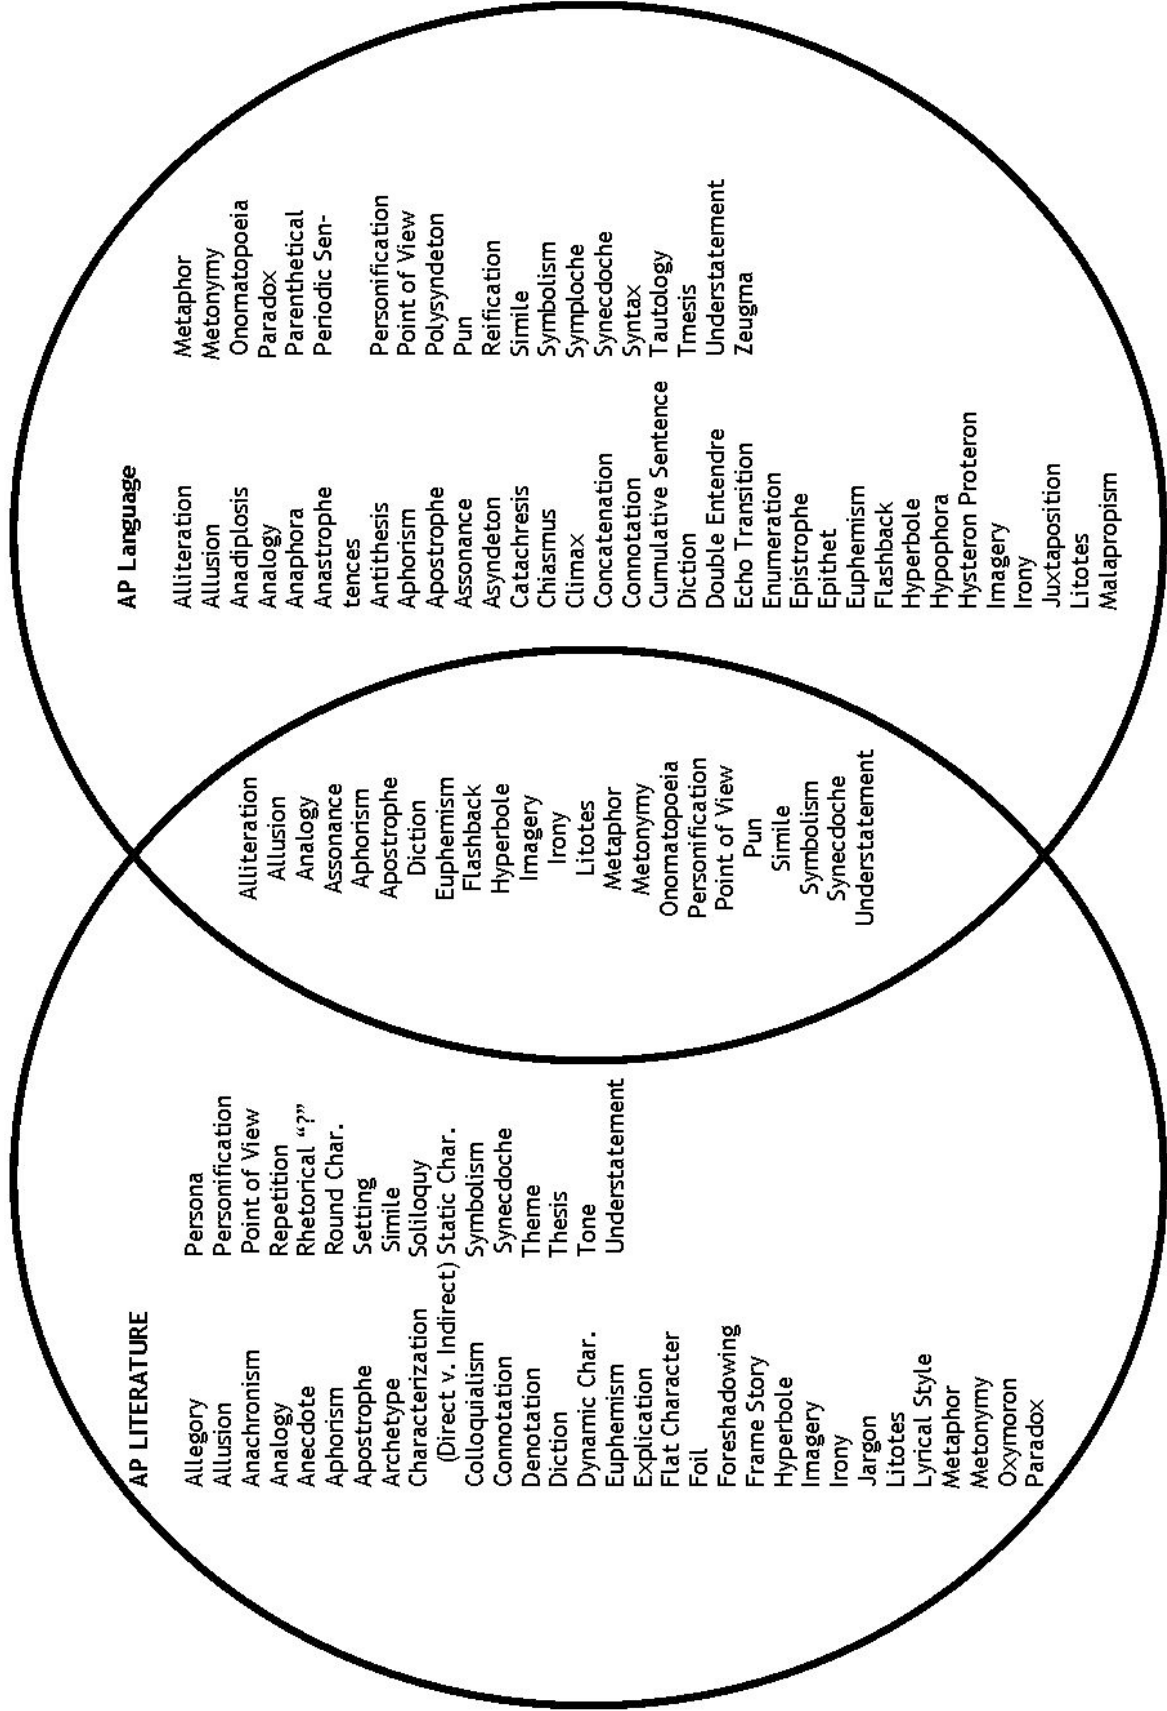 AP LITERATURE
Allegory
Allusion
Anachronism
Analogy
Anecdote
Aphorism
Apostrophe
Archetype
Characterization
(Direct v. Indirect)
Colloquialism
Connotation
Denotation
Diction
Dynamic Char.
Euphemism
Explication
Flat Character
Foil
Foreshadowing
Frame Story
Hyperbole
Imagery
Irony
Jargon
Litotes
Lyrical Style
Metaphor
Metonymy
Oxymoron
Paradox
Persona
Personification
Point of View
Repetition
Rhetorical “?”
Round Char.
Setting
Simile
Soliloquy
Static Char.
Symbolism
Synecdoche
Theme
Thesis
Tone
Understatement
Alliteration
Allusion
Analogy
Assonance
Aphorism
Apostrophe
Diction
Euphemism
Flashback
Hyperbole
Imagery
Irony
Litotes
Metaphor
Metonymy
Onomatopoeia
Personification
Point of View
Pun
Simile
Symbolism
Synecdoche
Understatement
AP Language
Alliteration
Allusion
Anadiplosis
Analogy
Anaphora
Anastrophe
tences
Antithesis
Aphorism
Apostrophe
Assonance
Asyndeton
Catachresis
Chiasmus
Climax
Concatenation
Connotation
Cumulative Sentence
Diction
Double Entendre
Echo Transition
Enumeration
Epistrophe
Epithet
Euphemism
Flashback
Hyperbole
Hypophora
Hysteron Proteron
Imagery
Irony
Juxtaposition
Litotes
Malapropism
Metaphor
Metonymy
Onomatopoeia
Paradox
Parenthetical
Periodic Sen-
Personification
Point of View
Polysyndeton
Pun
Reification
Simile
Symbolism
Symploche
Synecdoche
Syntax
Tautology
Tmesis
Understatement
Zeugma